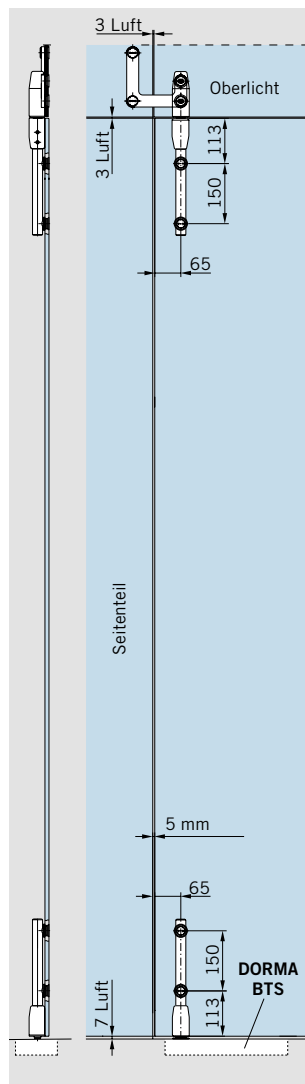 3 Luft
Oberlicht
3 Luft
113
150
65
Seitenteil
5 mm
65
150
7 Luft
113
DORMA
BTS